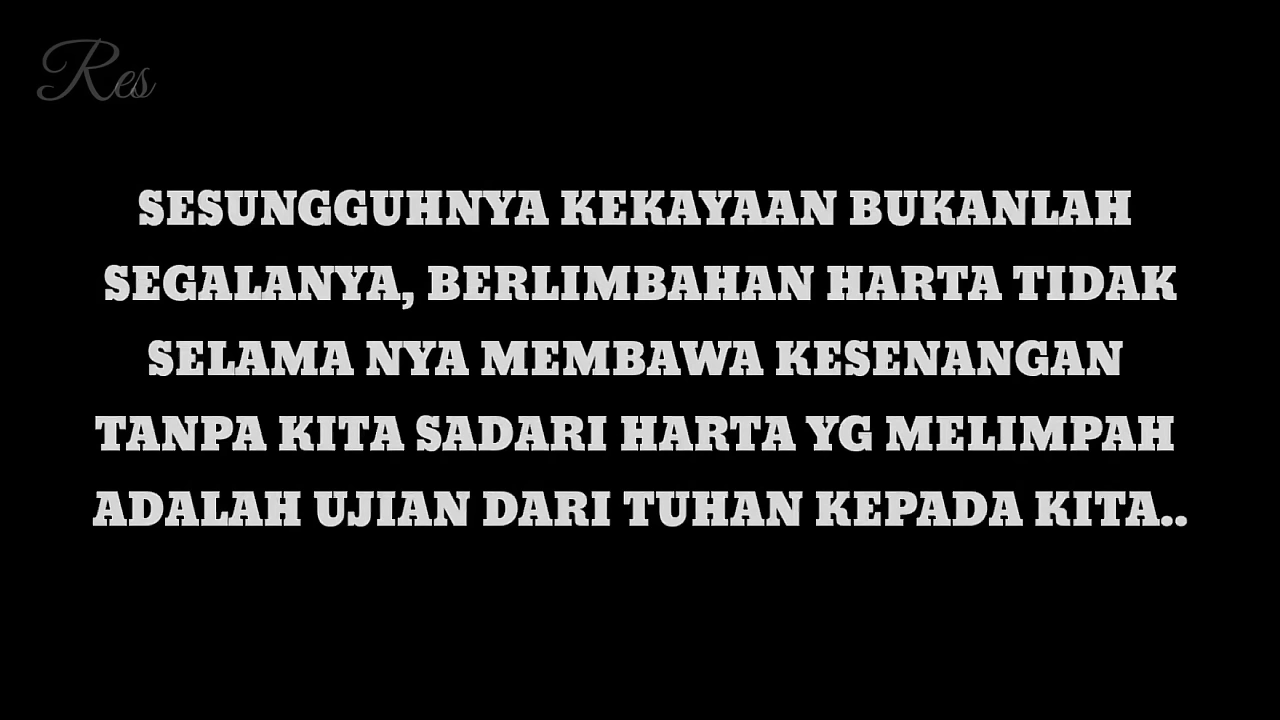 Res
SESUNGGUHNYA KEKAYAAN BUKANLAH
SEGALANYA, BERLIMBAHAN HARTA TIDAK
SELAMA NYA MEMBAWA KESENANGAN
TANPA KITA SADARI HARTA YG MELIMPAH
ADALAH UJIAN DARI TUHAN KEPADA KITA..